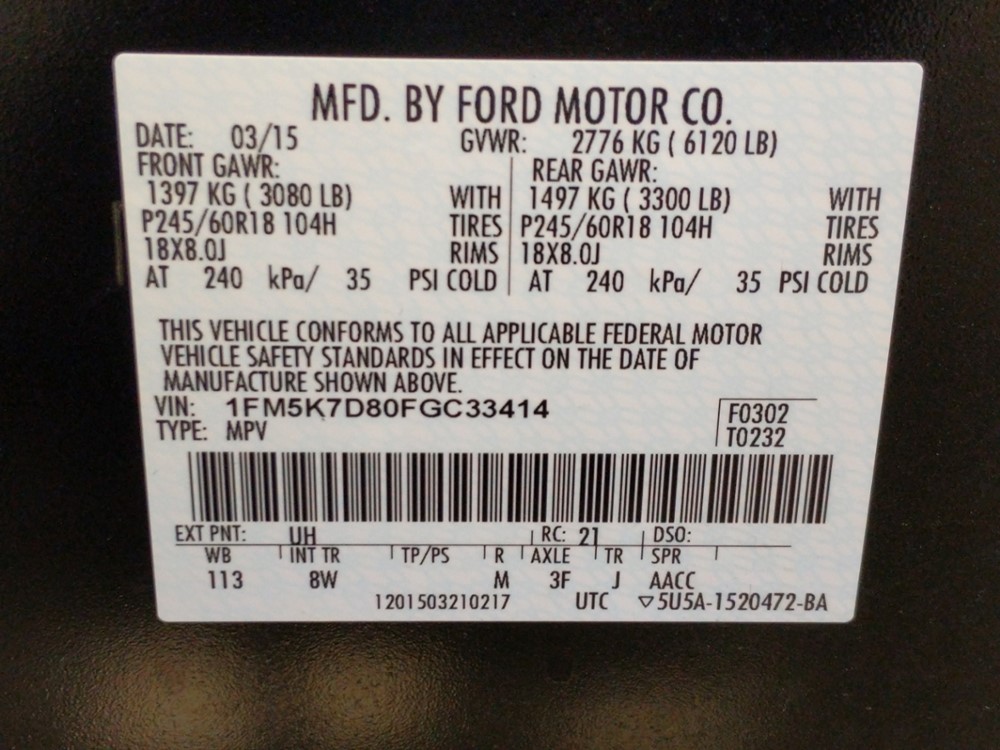 MFD. BY FORD MOTOR CO.
DATE: 03/15 GVWR: 2776 KG ( 6120 LB)
FRONT GAWR: REAR GAWR:
1397 KG ( 3080 LB) WITH 1497 KG ( 3300 LB) WITH
P245/60R18 104H TIRES P245/60R18 104H TIRES
18X8.0J RIMS 18X8.0J RIMS
AT 240 kPa/ 35 PSI COLD AT 240 kPa/ 35 PSI COLD
THIS VEHICLE CONFORMS TO ALL APPLICABLE FEDERAL MOTOR
VEHICLE SAFETY STANDARDS IN EFFECT ON THE DATE OF
MANUFACTURE SHOWN ABOVE.
VIN: 1FM5K7D80FGC33414 F0302
TYPE: MPV T0232
EXT PNT: UH RC: 21 DSO:
WB INT TR TP/PS R AXLE TR SPR
113 8W M 3F J AACC
1201503210217 UTC ▽5U5A-1520472-BA